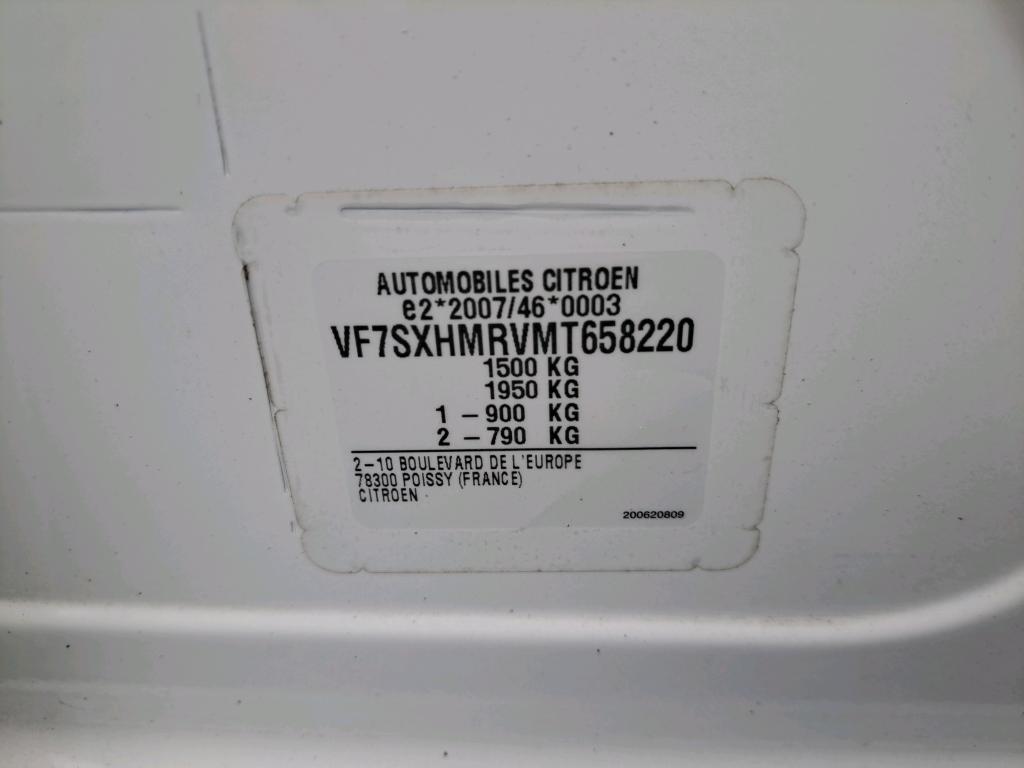 AUTOMOBILES CITROEN
e2*2007/46*0003
VF7SXHMRVMT658220
1500 KG
1950 KG
1 – 900 KG
2 – 790 KG
2–10 BOULEVARD DE L'EUROPE
78300 POISSY (FRANCE)
CITROEN
200620809